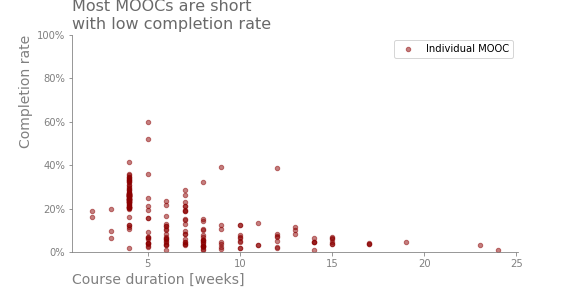 Most MOOCs are short
with low completion rate
Individual MOOC
Completion rate
100%
80%
60%
40%
20%
0%
5
10
15
20
25
Course duration [weeks]